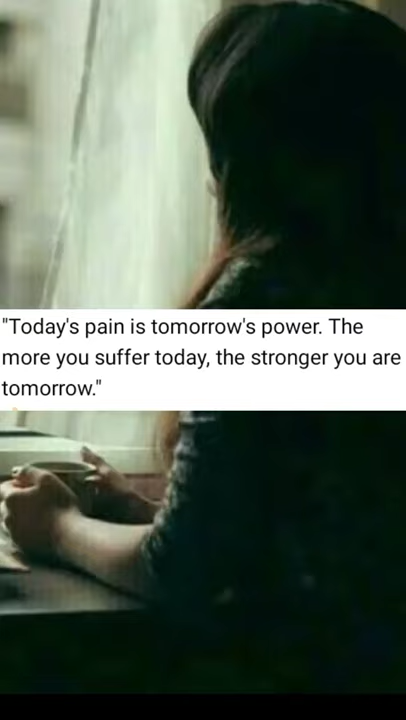 "Today's pain is tomorrow's power. The
more you suffer today, the stronger you are
tomorrow."